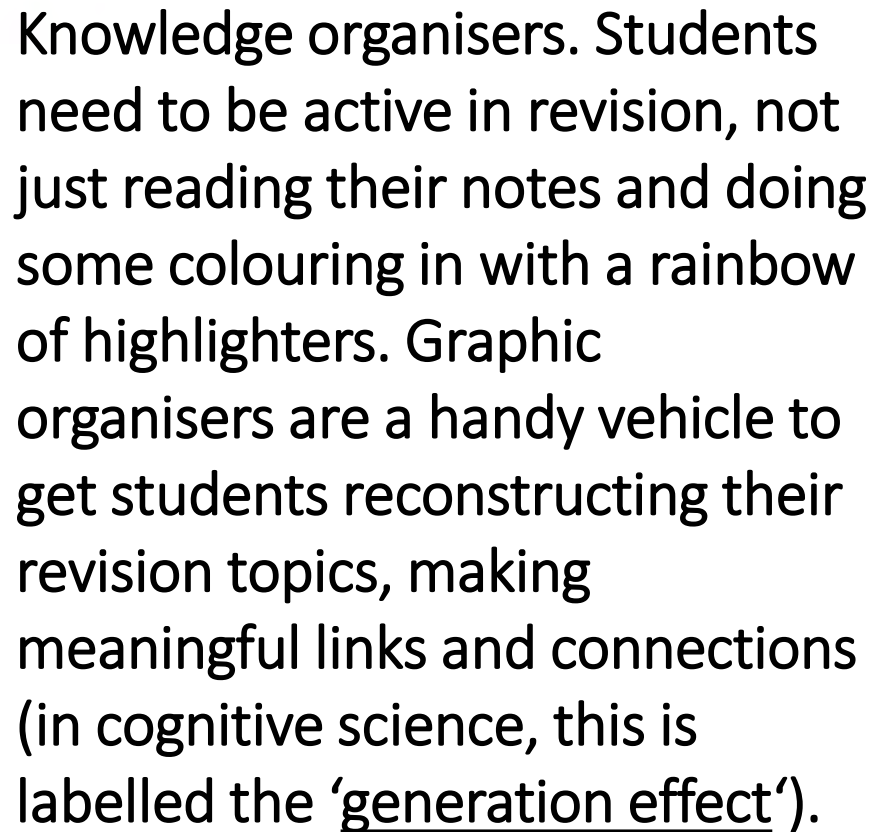 Knowledge organisers. Students
need to be active in revision, not
just reading their notes and doing
some colouring in with a rainbow
of highlighters. Graphic
organisers are a handy vehicle to
get students reconstructing their
revision topics, making
meaningful links and connections
(in cognitive science, this is
labelled the ‘generation effect‘).